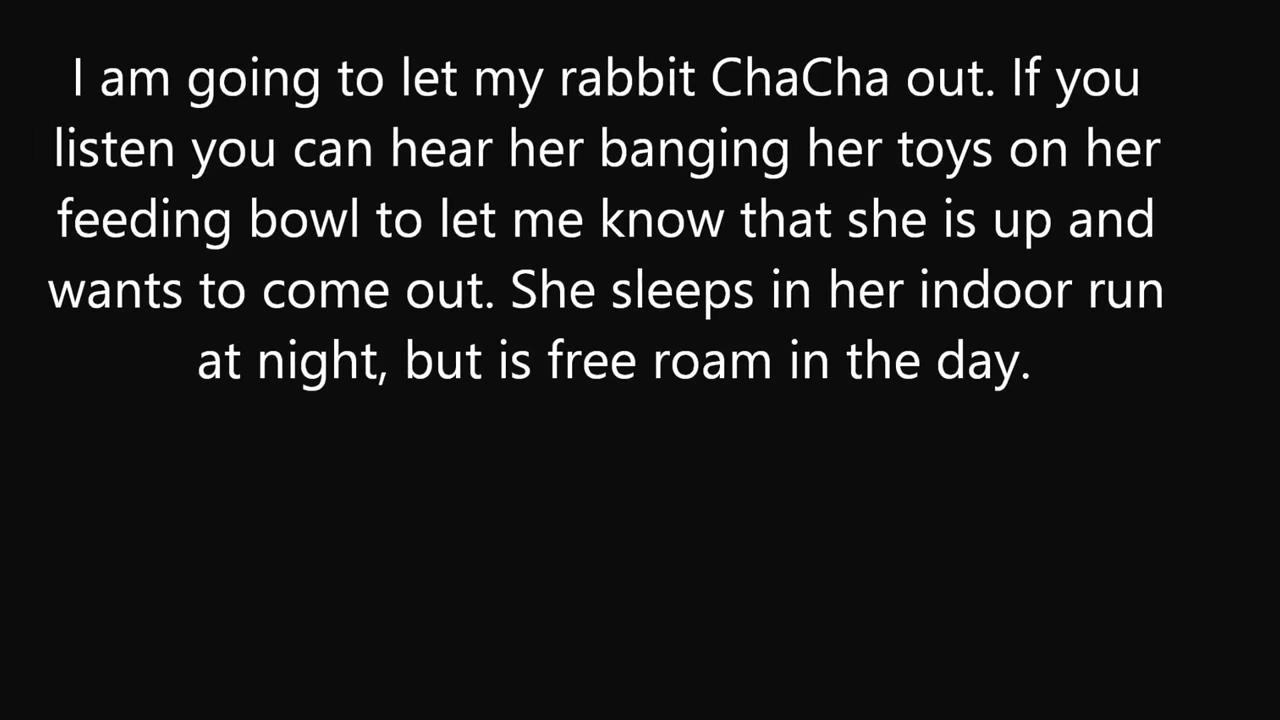 I am going to let my rabbit ChaCha out. If you
listen you can hear her banging her toys on her
feeding bowl to let me know that she is up and
wants to come out. She sleeps in her indoor run
at night, but is free roam in the day.